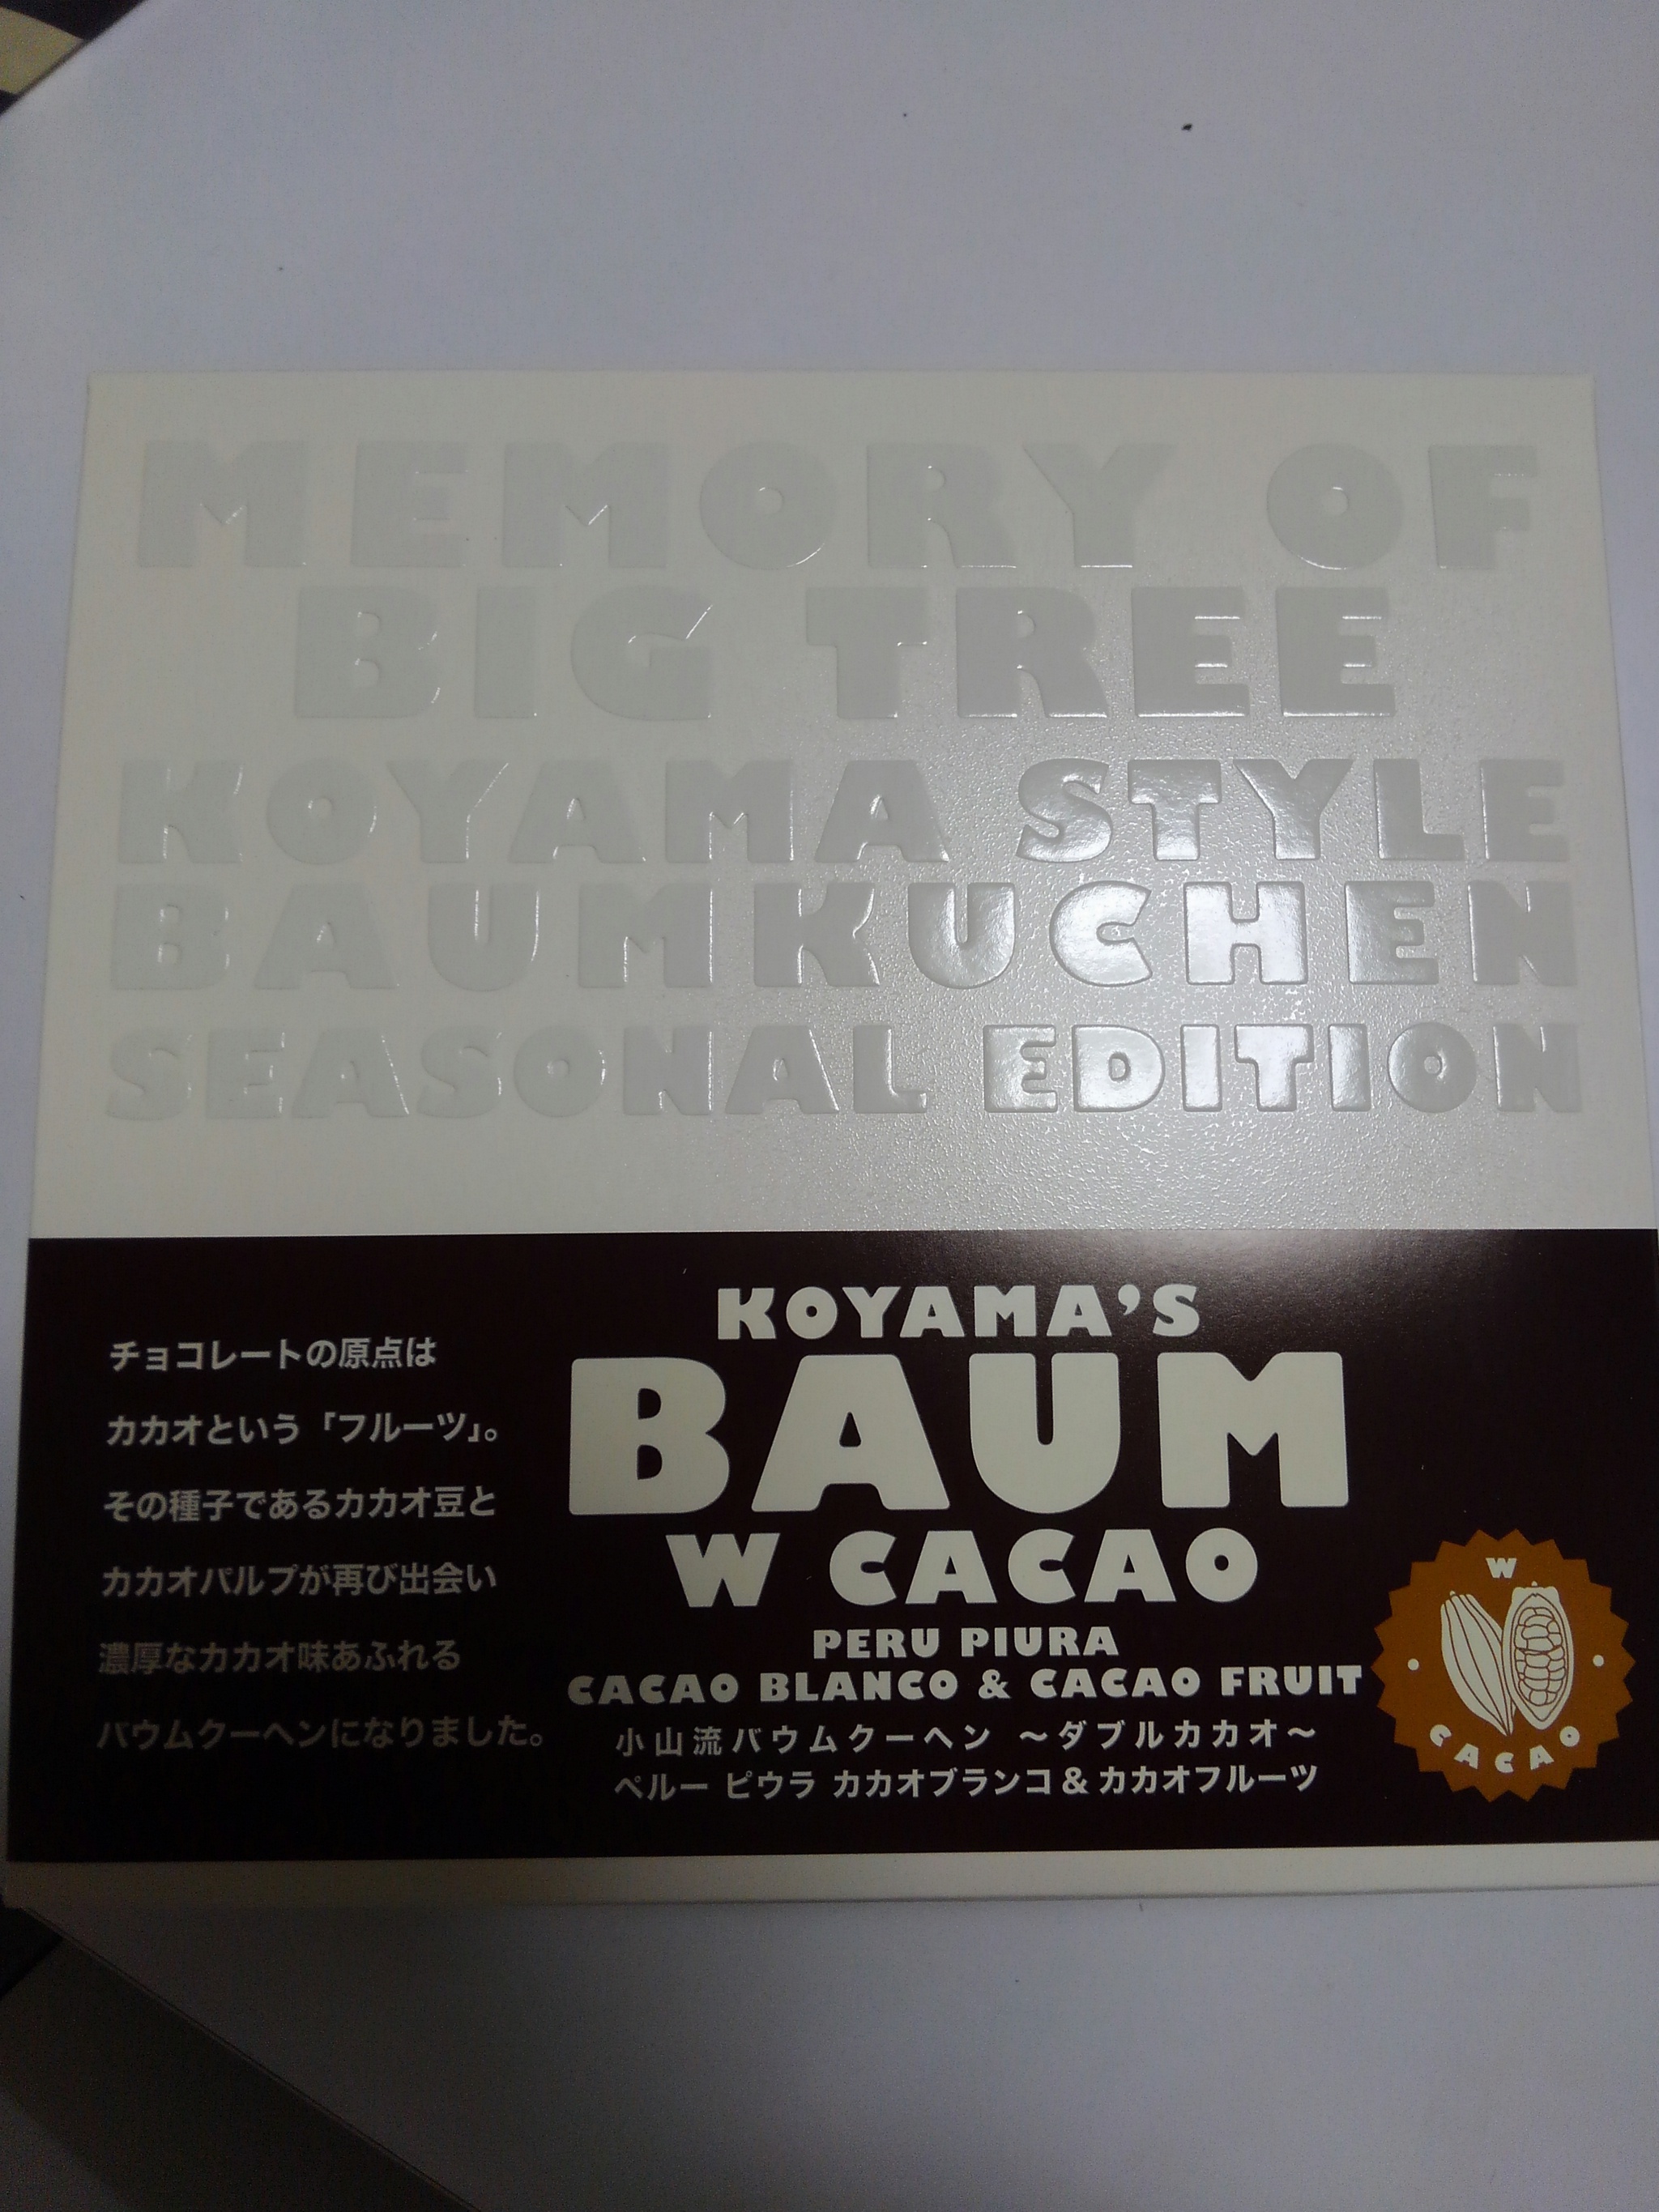 MEMORY OF
BIG TREE
KOYAMA STYLE
BAUMKUCHEN
SEASONAL EDITION
チョコレートの原点は
カカオという「フルーツ」。
その種子であるカカオ豆と
カカオパルプが再び出会い
濃厚なカカオ味あふれる
バウムクーヘンになりました。
KOYAMA'S
BAUM
W CACAO
PERU PIURA
CACAO BLANCO & CACAO FRUIT
小山流バウムクーヘン ～ダブルカカオ～
ペルー ピウラ カカオブランコ & カカオフルーツ
W
CACAO